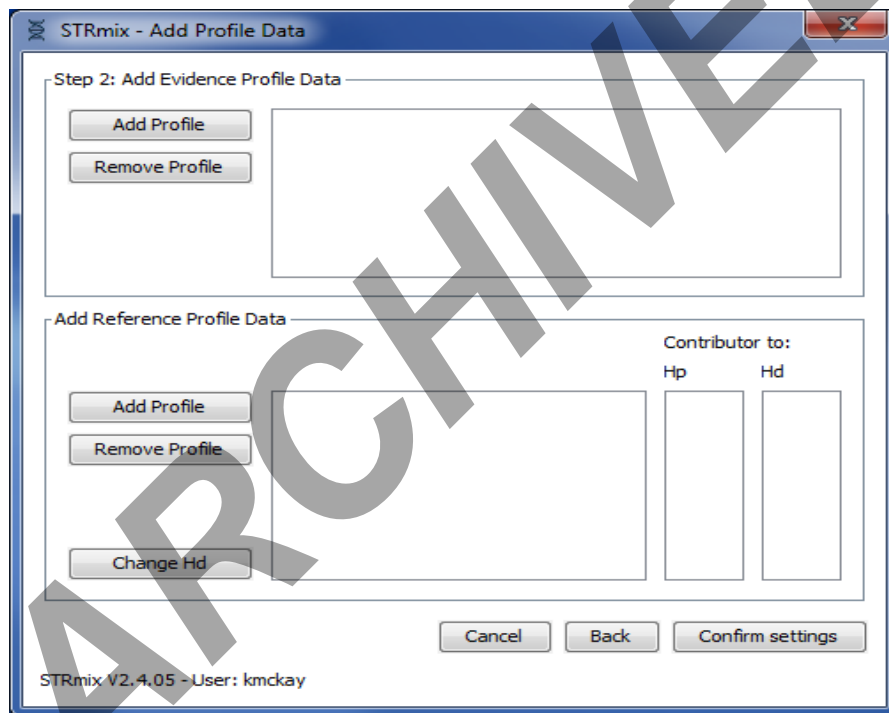 STRmix - Add Profile Data
Step 2: Add Evidence Profile Data
Add Profile
Remove Profile
Add Reference Profile Data
Contributor to:
Hp Hd
Add Profile
Remove Profile
Change Hd
Cancel Back Confirm settings
STRmix V2.4.05 - User: kmckay
ARCHIVE